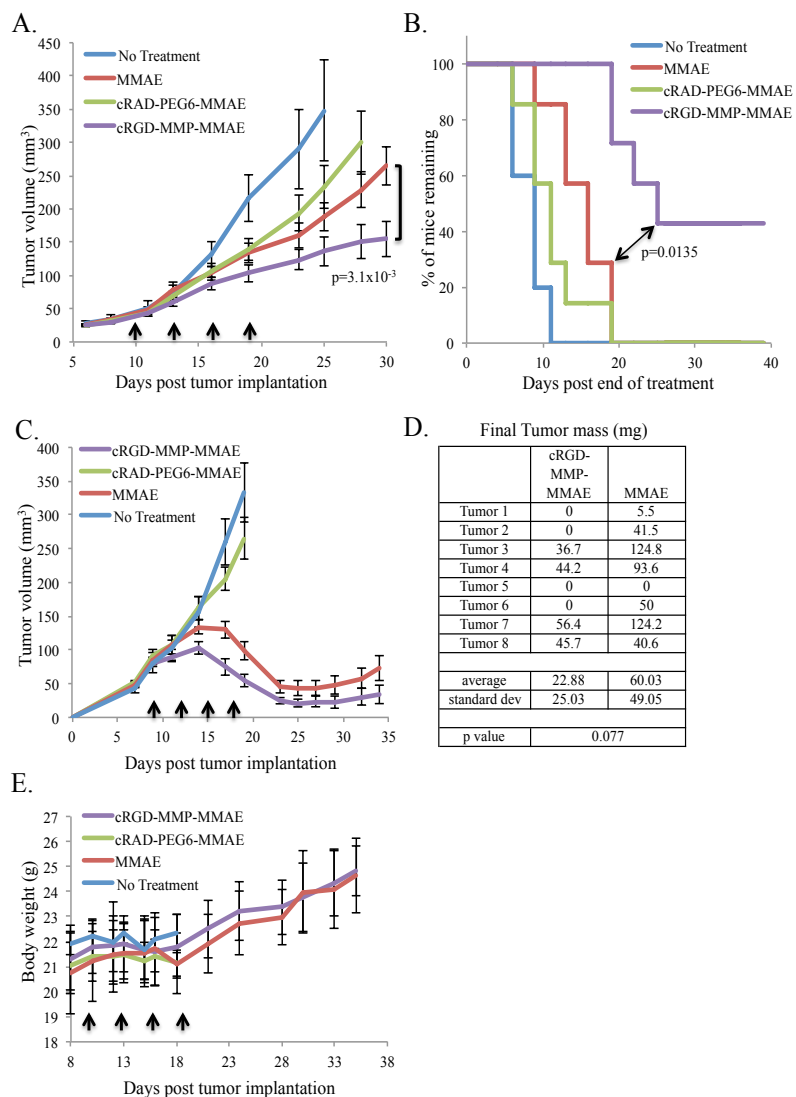 A.
450
400
350
300
250
200
150
100
50
0
Tumor volume (mm³)
No Treatment
MMAE
cRAD-PEG6-MMAE
cRGD-MMP-MMAE
p=3.1x10⁻³
5 10 15 20 25 30
Days post tumor implantation
B.
100
80
60
40
20
0
% of mice remaining
No Treatment
MMAE
cRAD-PEG6-MMAE
cRGD-MMP-MMAE
p=0.0135
0 10 20 30 40
Days post end of treatment
C.
400
350
300
250
200
150
100
50
0
Tumor volume (mm³)
cRGD-MMP-MMAE
cRAD-PEG6-MMAE
MMAE
No Treatment
0 5 10 15 20 25 30 35
Days post tumor implantation
D.
Final Tumor mass (mg)
cRGD-
MMP-
MMAE MMAE
Tumor 1 0 5.5
Tumor 2 0 41.5
Tumor 3 36.7 124.8
Tumor 4 44.2 93.6
Tumor 5 0 0
Tumor 6 0 50
Tumor 7 56.4 124.2
Tumor 8 45.7 40.6
average 22.88 60.03
standard dev 25.03 49.05
p value 0.077
E.
27
26
25
24
23
22
21
20
19
18
Body weight (g)
cRGD-MMP-MMAE
cRAD-PEG6-MMAE
MMAE
No Treatment
8 13 18 23 28 33 38
Days post tumor implantation